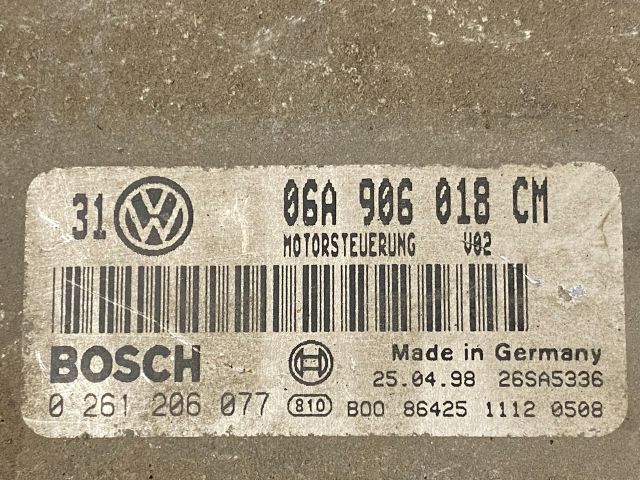 31 VW 06A 906 018 CM
MOTORSTEUERUNG V02
BOSCH Made in Germany
25.04.98 26SA5336
0 261 206 077 810 B00 86425 1112 0508